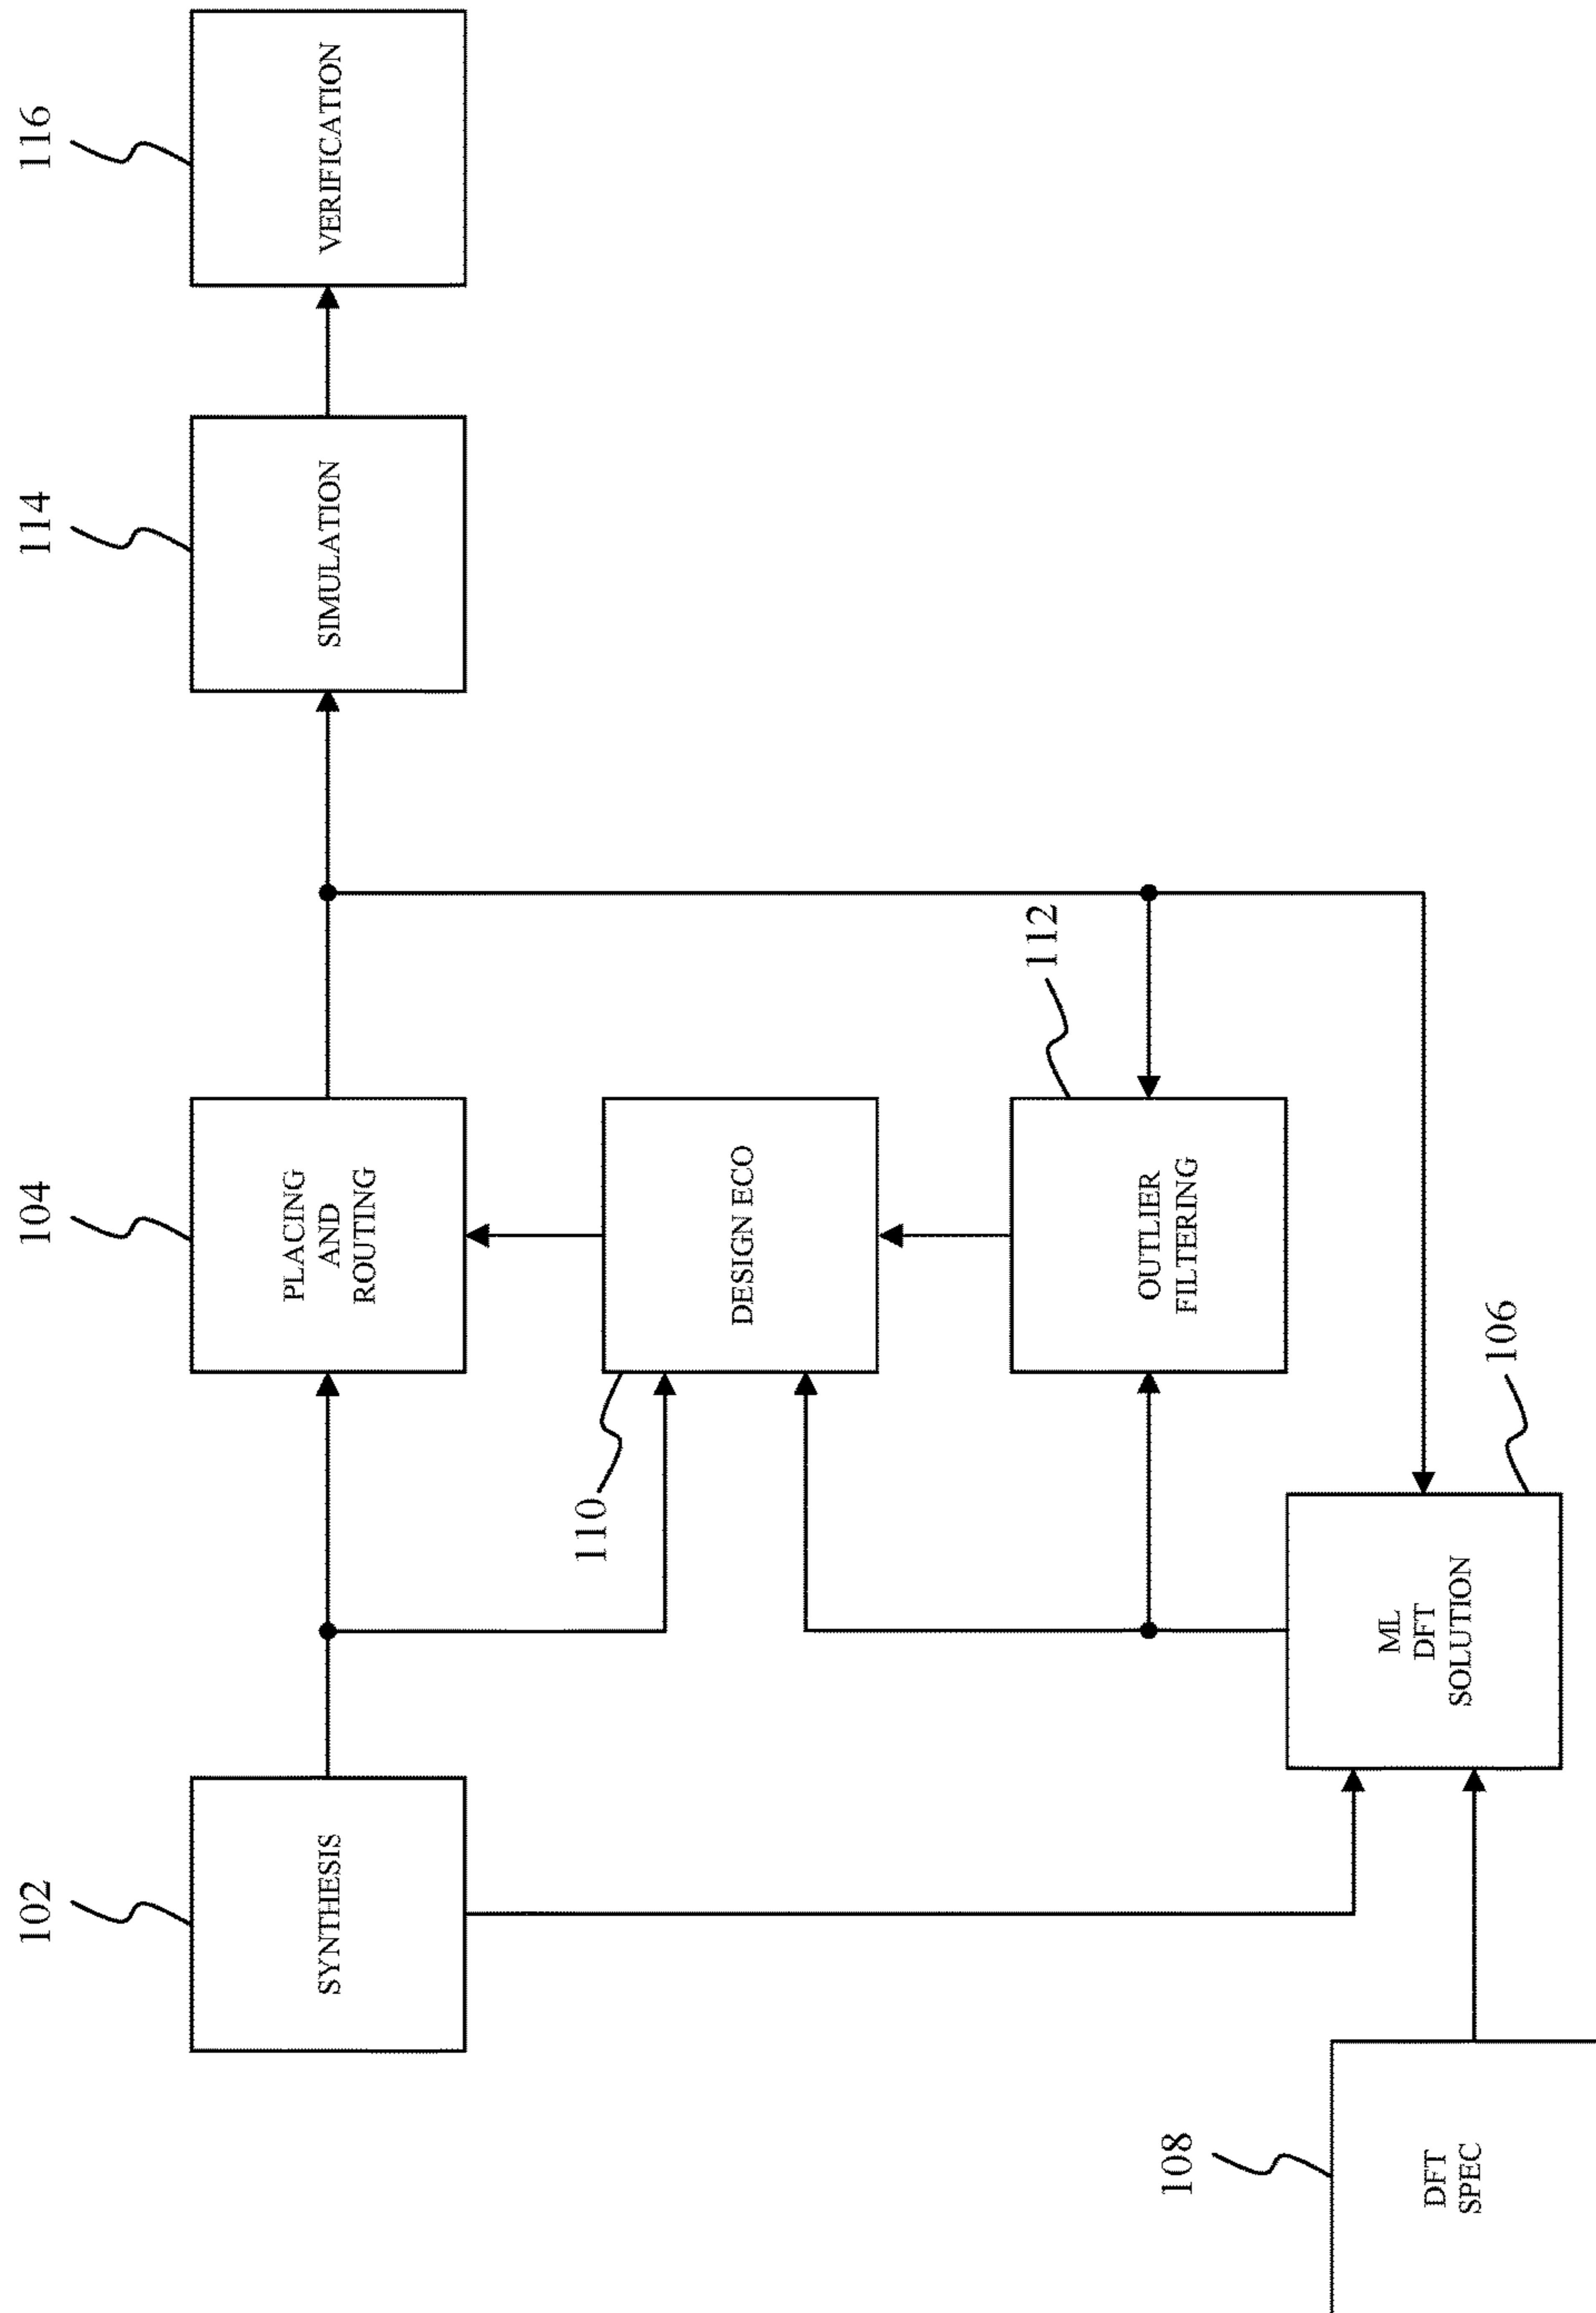 102
104
114
116
SYNTHESIS
PLACING
AND
ROUTING
SIMULATION
VERIFICATION
110
DESIGN ECO
112
OUTLIER
FILTERING
108
106
DFT
SPEC
ML
DFT
SOLUTION